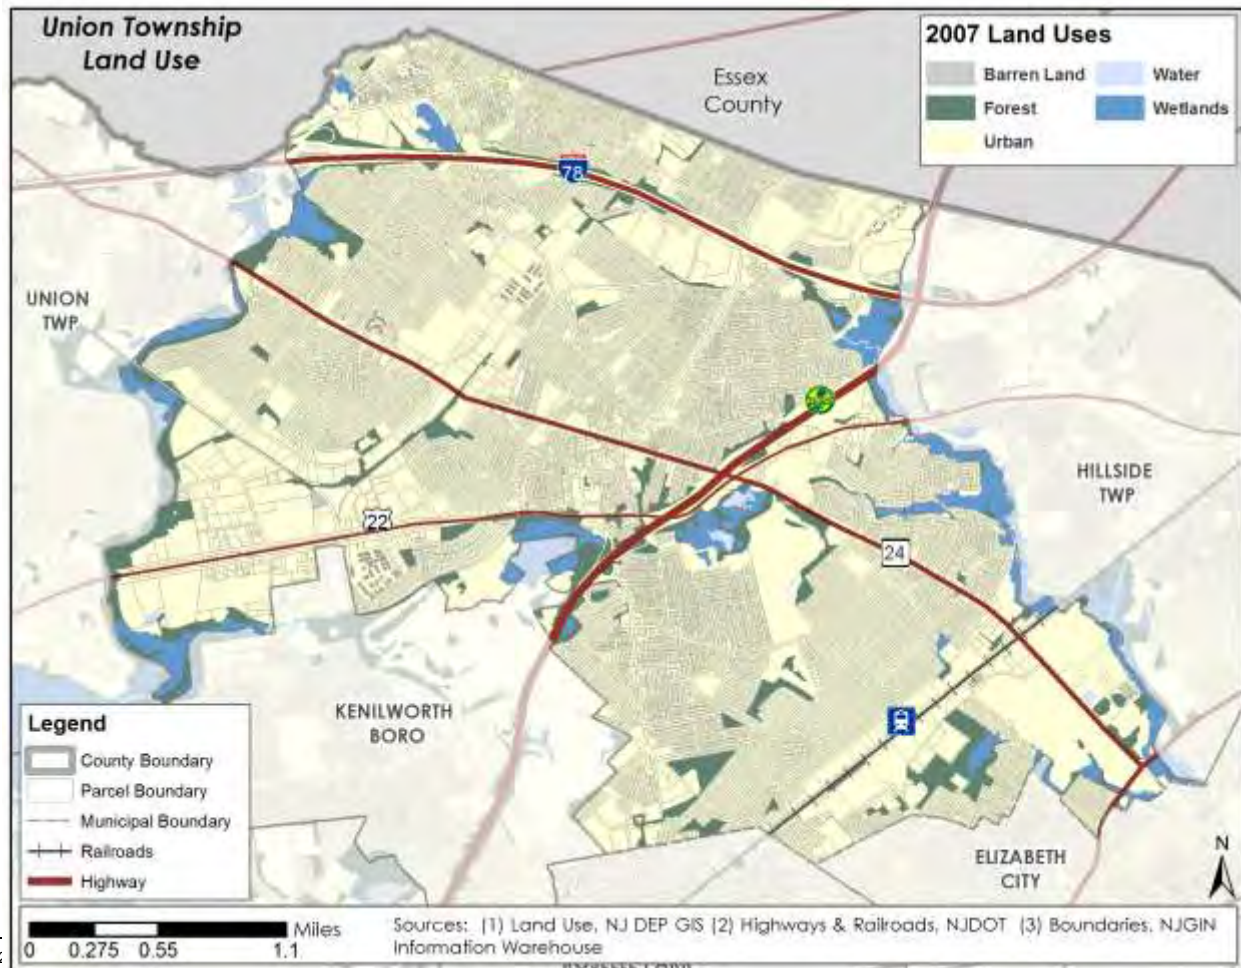 Union Township
Land Use
Essex
County
2007 Land Uses
Barren Land
Water
Forest
Wetlands
Urban
78
UNION
TWP
HILLSIDE
TWP
22
24
KENILWORTH
BORO
ELIZABETH
CITY
N
Legend
County Boundary
Parcel Boundary
Municipal Boundary
Railroads
Highway
Miles
0 0.275 0.55 1.1
Sources: (1) Land Use, NJ DEP GIS (2) Highways & Railroads, NJDOT (3) Boundaries, NJGIN
Information Warehouse